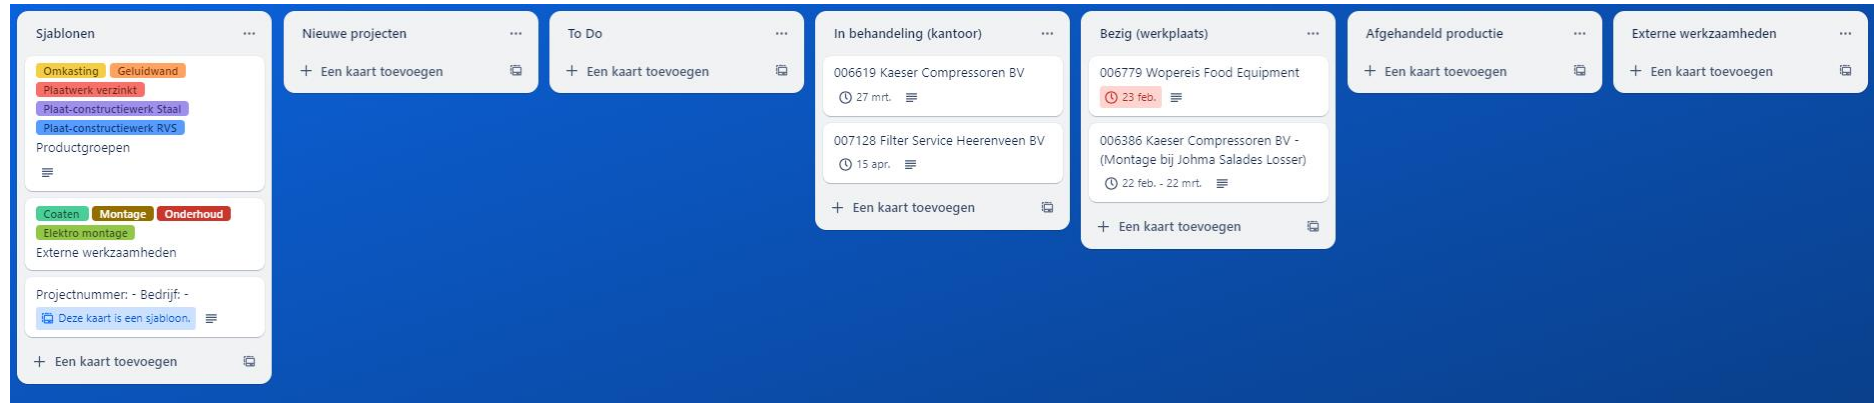 Sjablonen
Omkasting Geluidwand
Plaatwerk verzinkt
Plaat-constructiewerk Staal
Plaat-constructiewerk RVS
Productgroepen
Coaten Montage Onderhoud
Elektro montage
Externe werkzaamheden
Projectnummer: - Bedrijf: -
Deze kaart is een sjabloon.
+ Een kaart toevoegen
Nieuwe projecten
+ Een kaart toevoegen
To Do
+ Een kaart toevoegen
In behandeling (kantoor)
006619 Kaeser Compressoren BV
27 mrt.
007128 Filter Service Heerenveen BV
15 apr.
+ Een kaart toevoegen
Bezig (werkplaats)
006779 Wopereis Food Equipment
23 feb.
006386 Kaeser Compressoren BV -
(Montage bij Johma Salades Losser)
22 feb. - 22 mrt.
+ Een kaart toevoegen
Afgehandeld productie
+ Een kaart toevoegen
Externe werkzaamheden
+ Een kaart toevoegen